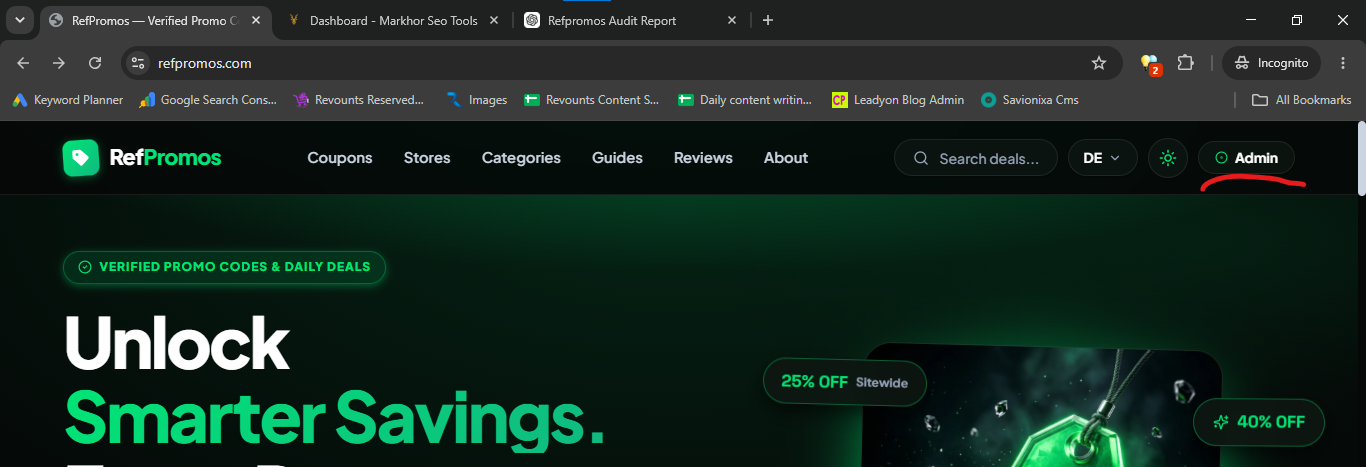 RefPromos — Verified Promo C
Dashboard - Markhor Seo Tools
Refpromos Audit Report
refpromos.com
2
Incognito
Keyword Planner
Google Search Cons...
Revounts Reserved...
Images
Revounts Content S...
Daily content writin...
CP
Leadyon Blog Admin
Savionixa Cms
All Bookmarks
RefPromos
Coupons
Stores
Categories
Guides
Reviews
About
Search deals...
DE
Admin
VERIFIED PROMO CODES & DAILY DEALS
Unlock
Smarter Savings.
25% OFF Sitewide
40% OFF